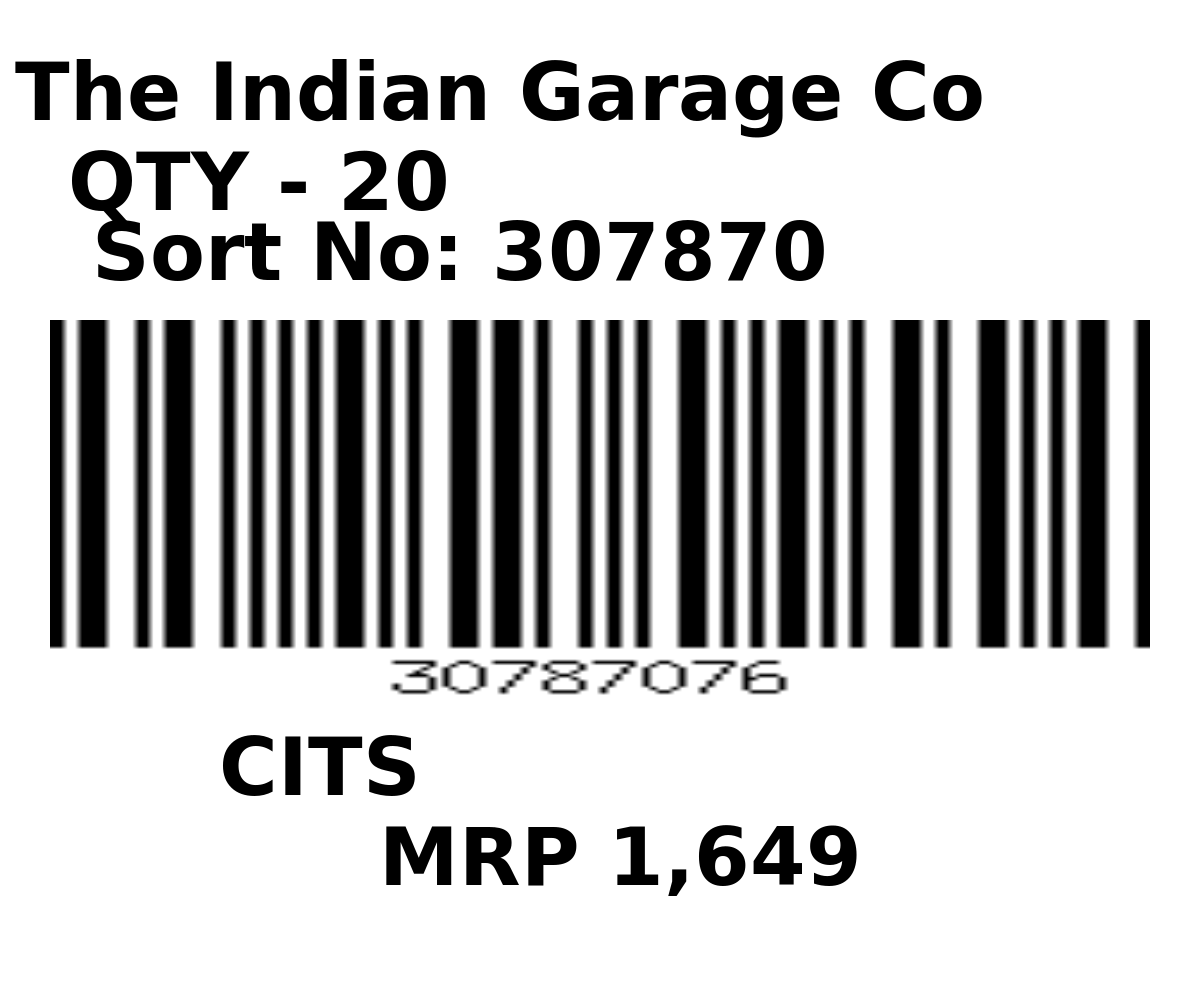 The Indian Garage Co
QTY - 20
Sort No: 307870
30787076
CITS
MRP 1,649